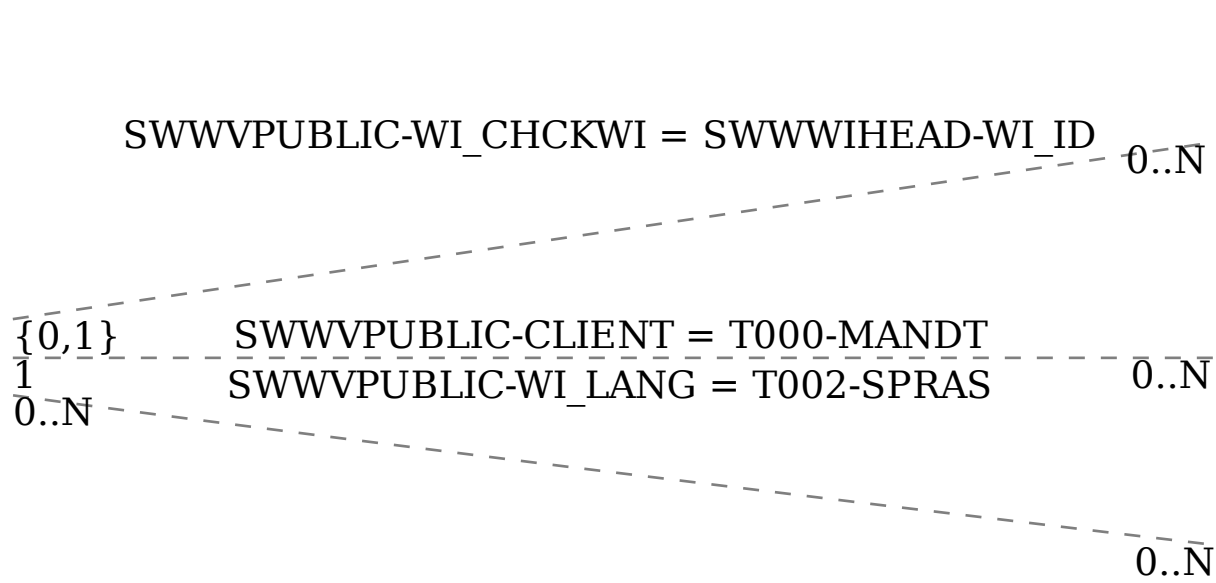 SWWVPUBLIC-WI_CHCKWI = SWWWIHEAD-WI_ID
0..N
{0,1}
SWWVPUBLIC-CLIENT = T000-MANDT
1
0..N
SWWVPUBLIC-WI_LANG = T002-SPRAS
0..N
0..N